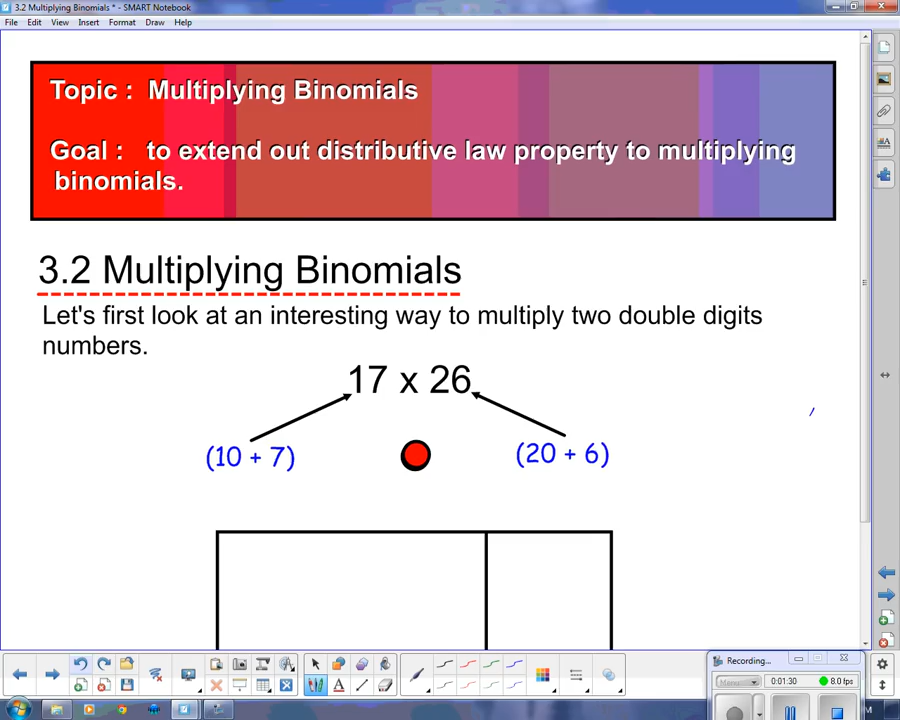 3.2 Multiplying Binomials * - SMART Notebook
File Edit View Insert Format Draw Help
Topic : Multiplying Binomials
Goal : to extend out distributive law property to multiplying
binomials.
3.2 Multiplying Binomials
Let's first look at an interesting way to multiply two double digits
numbers.
17 x 26
(10 + 7)
(20 + 6)
Recording...
Menu
0:01:30
8.0 fps